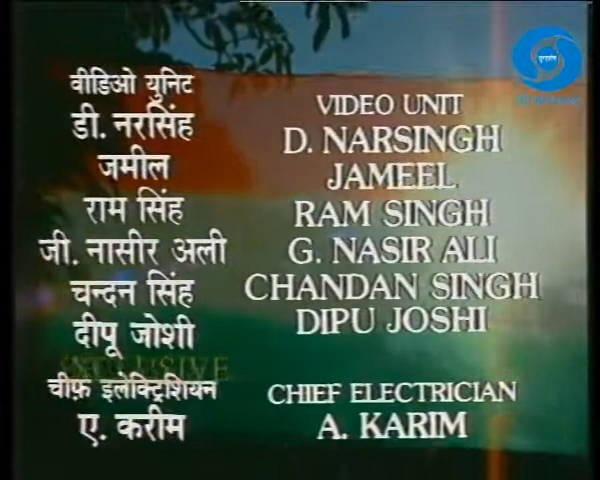 वीडिओ युनिट
डी. नरसिंह
जमील
राम सिंह
जी. नासीर अली
चन्दन सिंह
दीपू जोशी
चीफ़ इलेक्ट्रिशियन
ए. करीम
VIDEO UNIT
D. NARSINGH
JAMEEL
RAM SINGH
G. NASIR ALI
CHANDAN SINGH
DIPU JOSHI
CHIEF ELECTRICIAN
A. KARIM
EXCLUSIVE